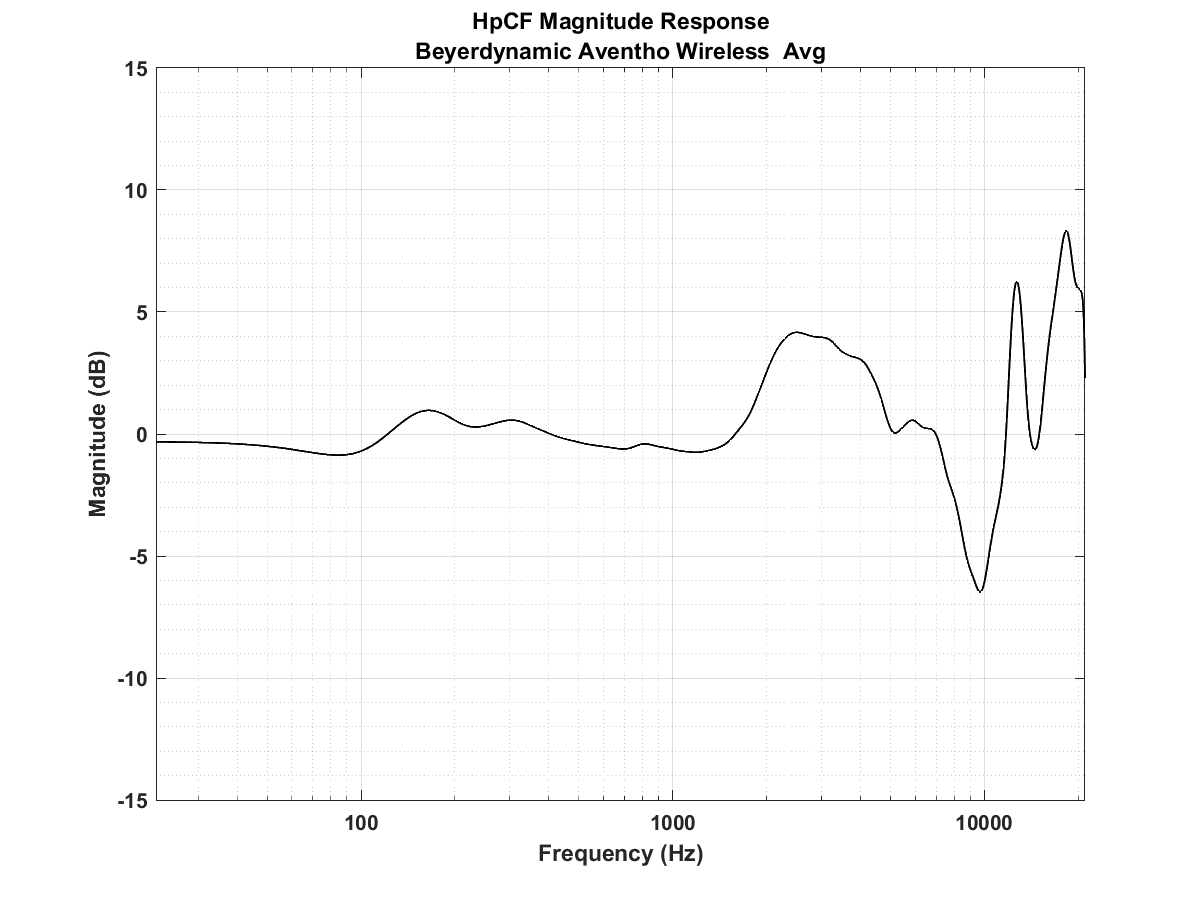 HpCF Magnitude Response
Beyerdynamic Aventho Wireless  Avg
15
10
5
0
-5
-10
-15
Magnitude (dB)
100
1000
10000
Frequency (Hz)